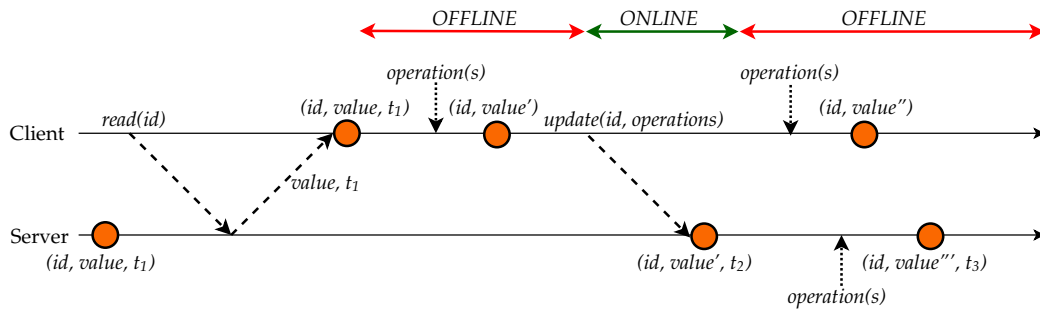 OFFLINE ONLINE OFFLINE
operation(s) operation(s)
(id, value, t1) (id, value') (id, value'')
read(id) update(id, operations)
Client
value, t1
Server
(id, value, t1) (id, value', t2) (id, value''', t3)
operation(s)